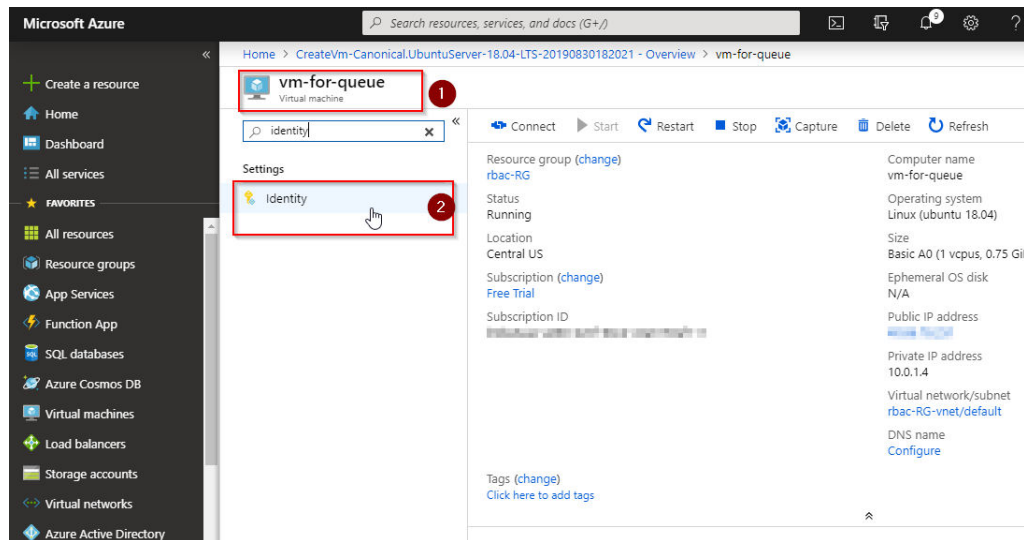 Microsoft Azure
Search resources, services, and docs (G+/)
9
?
«
Home > CreateVm-Canonical.UbuntuServer-18.04-LTS-20190830182021 - Overview > vm-for-queue
Create a resource
Home
Dashboard
All services
FAVORITES
All resources
Resource groups
App Services
Function App
SQL databases
Azure Cosmos DB
Virtual machines
Load balancers
Storage accounts
Virtual networks
Azure Active Directory
vm-for-queue
Virtual machine
1
identity
«
Settings
Identity
2
Connect Start Restart Stop Capture Delete Refresh
Resource group (change)
rbac-RG
Status
Running
Location
Central US
Subscription (change)
Free Trial
Subscription ID
Computer name
vm-for-queue
Operating system
Linux (ubuntu 18.04)
Size
Basic A0 (1 vcpus, 0.75 Gi
Ephemeral OS disk
N/A
Public IP address
Private IP address
10.0.1.4
Virtual network/subnet
rbac-RG-vnet/default
DNS name
Configure
Tags (change)
Click here to add tags